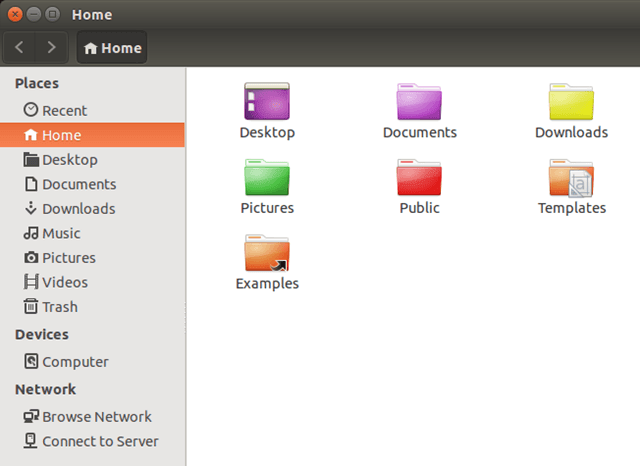 Home
Home
Places
Recent
Home
Desktop
Documents
Downloads
Music
Pictures
Videos
Trash
Devices
Computer
Network
Browse Network
Connect to Server
Desktop Documents Downloads
Pictures Public Templates
Examples